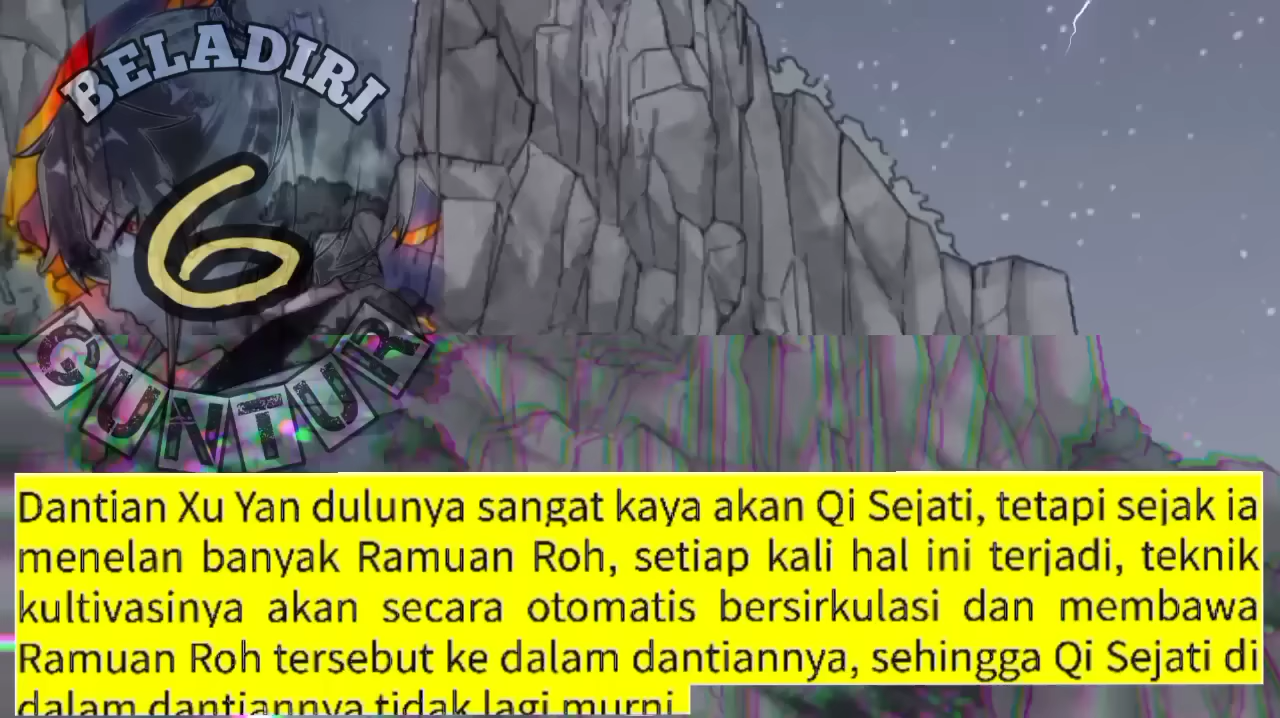 BELADIRI
6
GUNTUR
Dantian Xu Yan dulunya sangat kaya akan Qi Sejati, tetapi sejak ia
menelan banyak Ramuan Roh, setiap kali hal ini terjadi, teknik
kultivasinya akan secara otomatis bersirkulasi dan membawa
Ramuan Roh tersebut ke dalam dantiannya, sehingga Qi Sejati di
dalam dantiannya tidak lagi murni.